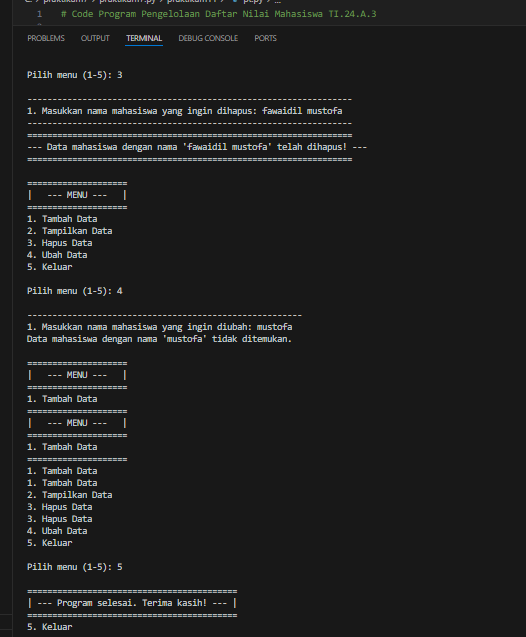 1 # Code Program Pengelolaan Daftar Nilai Mahasiswa TI.24.A.3
PROBLEMS OUTPUT TERMINAL DEBUG CONSOLE PORTS
Pilih menu (1-5): 3
-----------------------------------------------------------------
1. Masukkan nama mahasiswa yang ingin dihapus: fawaidil mustofa
-----------------------------------------------------------------
=================================================================
--- Data mahasiswa dengan nama 'fawaidil mustofa' telah dihapus! ---
=================================================================
====================
|   --- MENU ---   |
====================
1. Tambah Data
2. Tampilkan Data
3. Hapus Data
4. Ubah Data
5. Keluar
Pilih menu (1-5): 4
-------------------------------------------------------
1. Masukkan nama mahasiswa yang ingin diubah: mustofa
Data mahasiswa dengan nama 'mustofa' tidak ditemukan.
====================
|   --- MENU ---   |
====================
1. Tambah Data
====================
|   --- MENU ---   |
====================
1. Tambah Data
====================
1. Tambah Data
1. Tambah Data
2. Tampilkan Data
3. Hapus Data
3. Hapus Data
4. Ubah Data
5. Keluar
Pilih menu (1-5): 5
==========================================
| --- Program selesai. Terima kasih! --- |
==========================================
5. Keluar